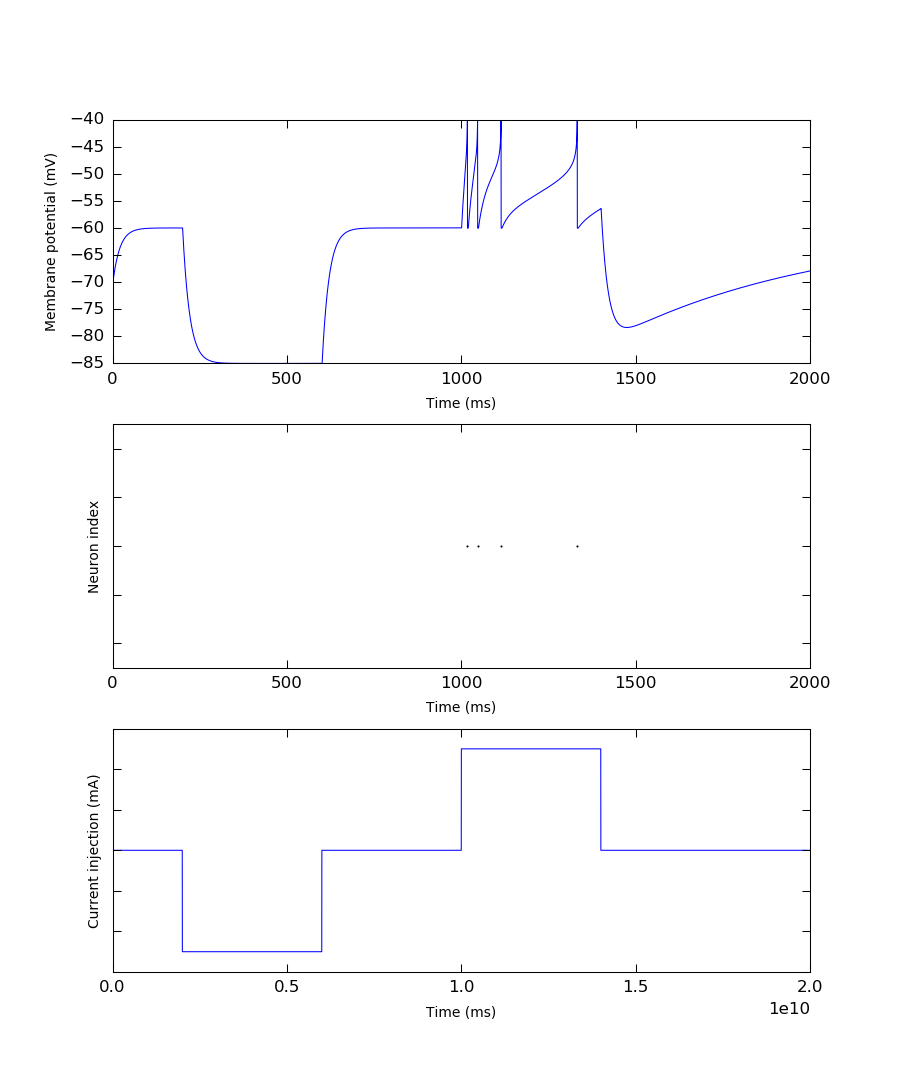 −40
−45
−50
−55
−60
−65
−70
−75
−80
−85
Membrane potential (mV)
0 500 1000 1500 2000
Time (ms)
Neuron index
0 500 1000 1500 2000
Time (ms)
Current injection (mA)
0.0 0.5 1.0 1.5 2.0
1e10
Time (ms)